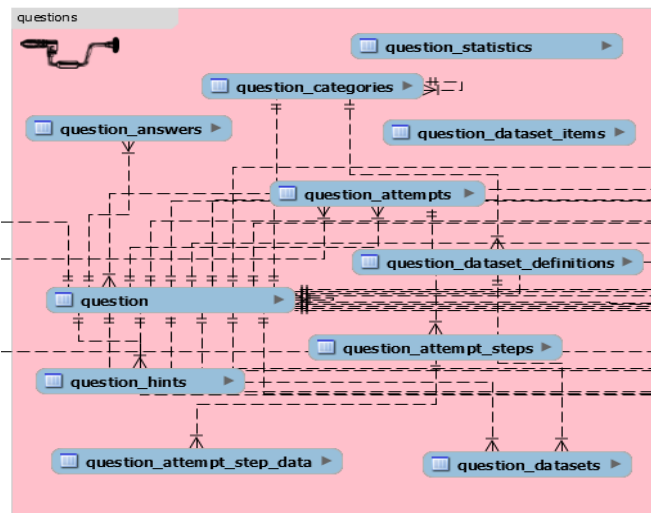 questions
question_statistics
question_categories
question_answers
question_dataset_items
question_attempts
question_dataset_definitions
question
question_attempt_steps
question_hints
question_attempt_step_data
question_datasets